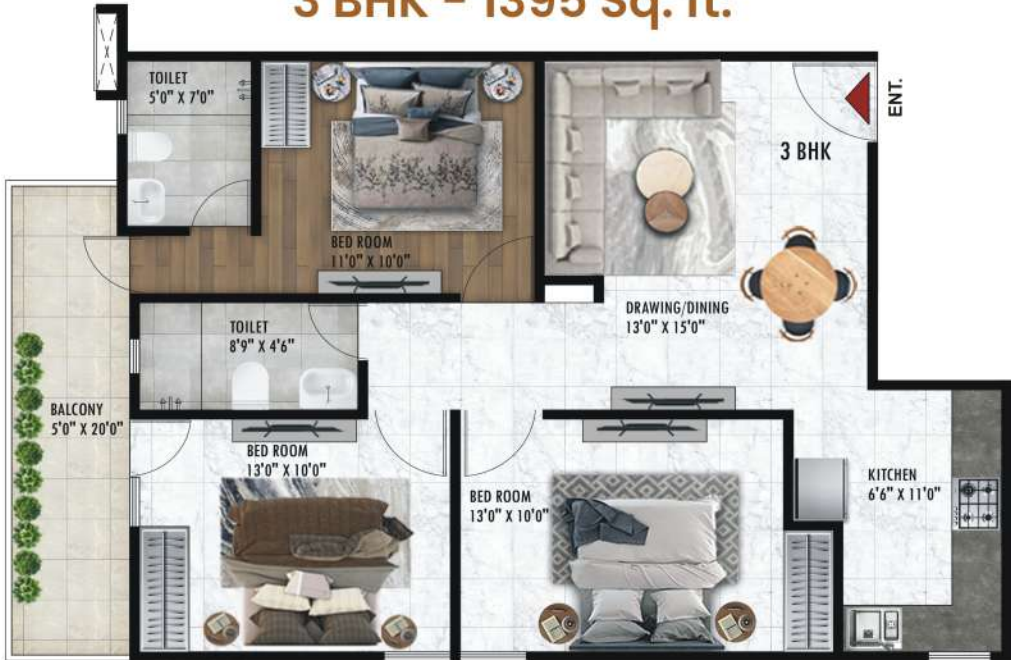 3 BHK - 1395 Sq. ft.
TOILET
5'0" X 7'0"
ENT.
3 BHK
BED ROOM
11'0" X 10'0"
DRAWING/DINING
13'0" X 15'0"
TOILET
8'9" X 4'6"
BALCONY
5'0" X 20'0"
BED ROOM
13'0" X 10'0"
BED ROOM
13'0" X 10'0"
KITCHEN
6'6" X 11'0"